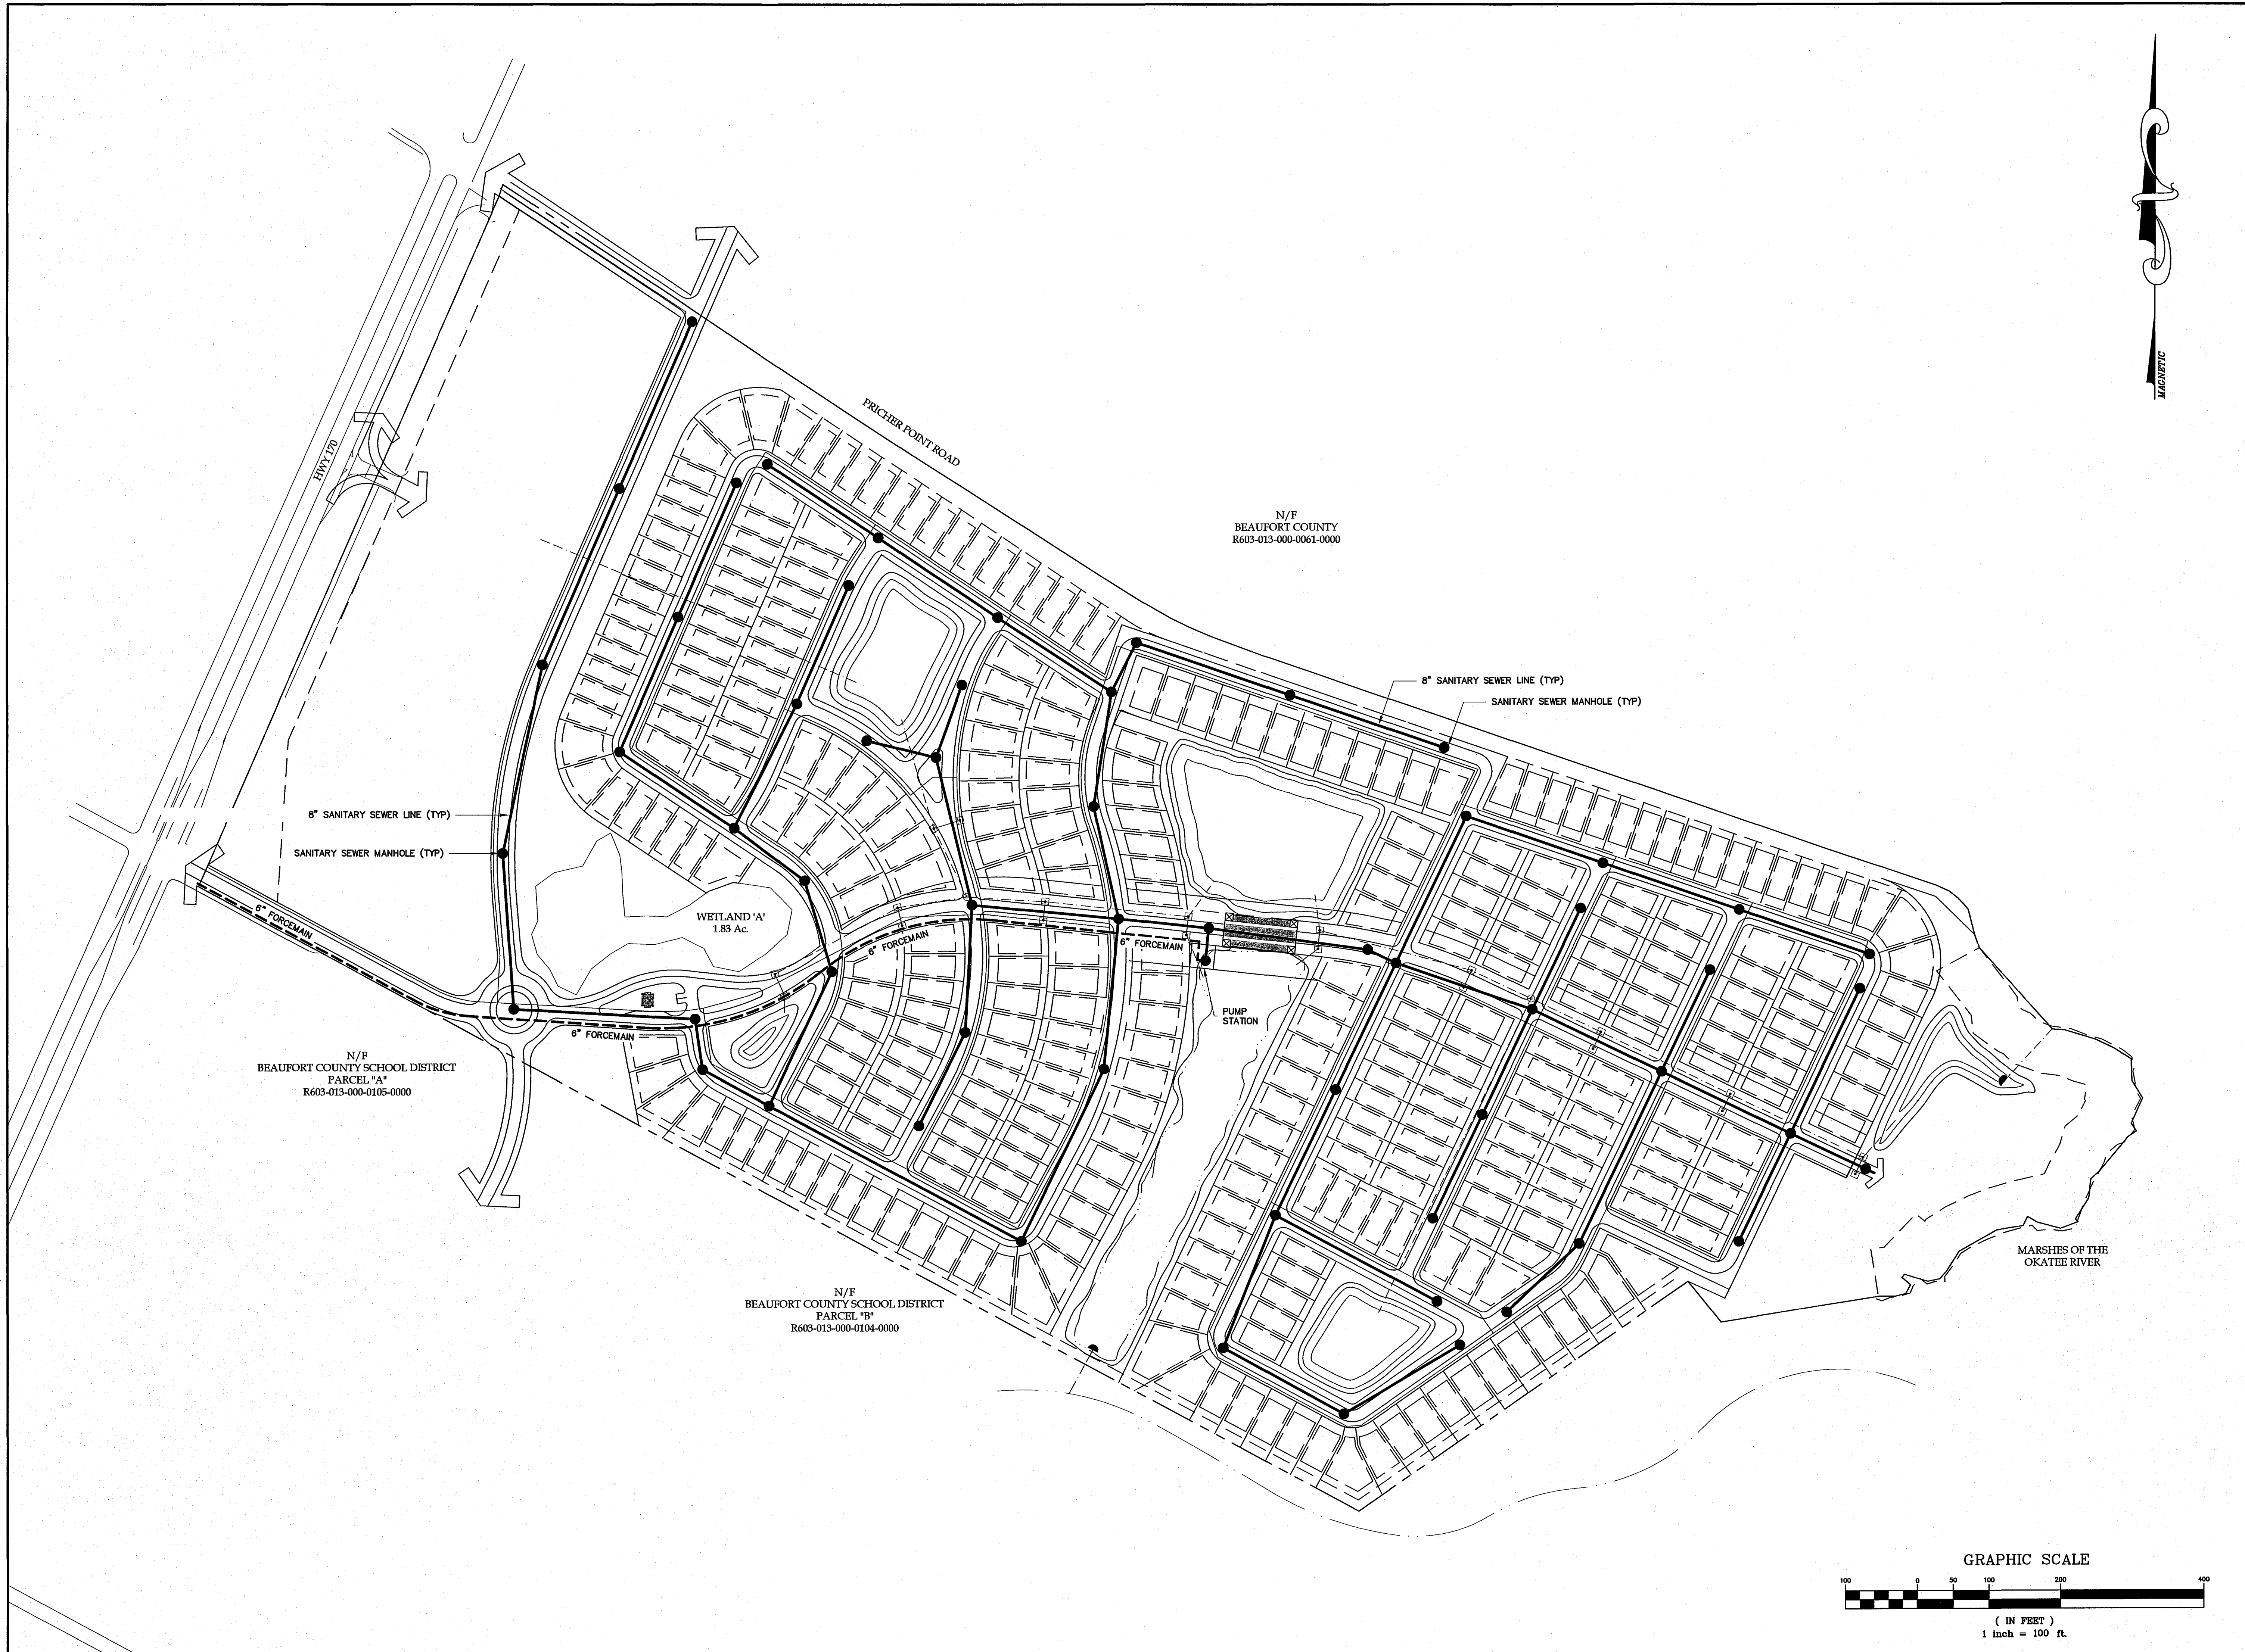 MAGNETIC
HWY 170
PRICHER POINT ROAD
N/F
BEAUFORT COUNTY
R603-013-000-0061-0000
8" SANITARY SEWER LINE (TYP)
SANITARY SEWER MANHOLE (TYP)
8" SANITARY SEWER LINE (TYP)
SANITARY SEWER MANHOLE (TYP)
6" FORCEMAIN
WETLAND 'A'
1.83 Ac.
6" FORCEMAIN
6" FORCEMAIN
PUMP
STATION
6" FORCEMAIN
N/F
BEAUFORT COUNTY SCHOOL DISTRICT
PARCEL "A"
R603-013-000-0105-0000
N/F
BEAUFORT COUNTY SCHOOL DISTRICT
PARCEL "B"
R603-013-000-0104-0000
MARSHES OF THE
OKATEE RIVER
GRAPHIC SCALE
100 0 50 100 200 400
( IN FEET )
1 inch = 100 ft.